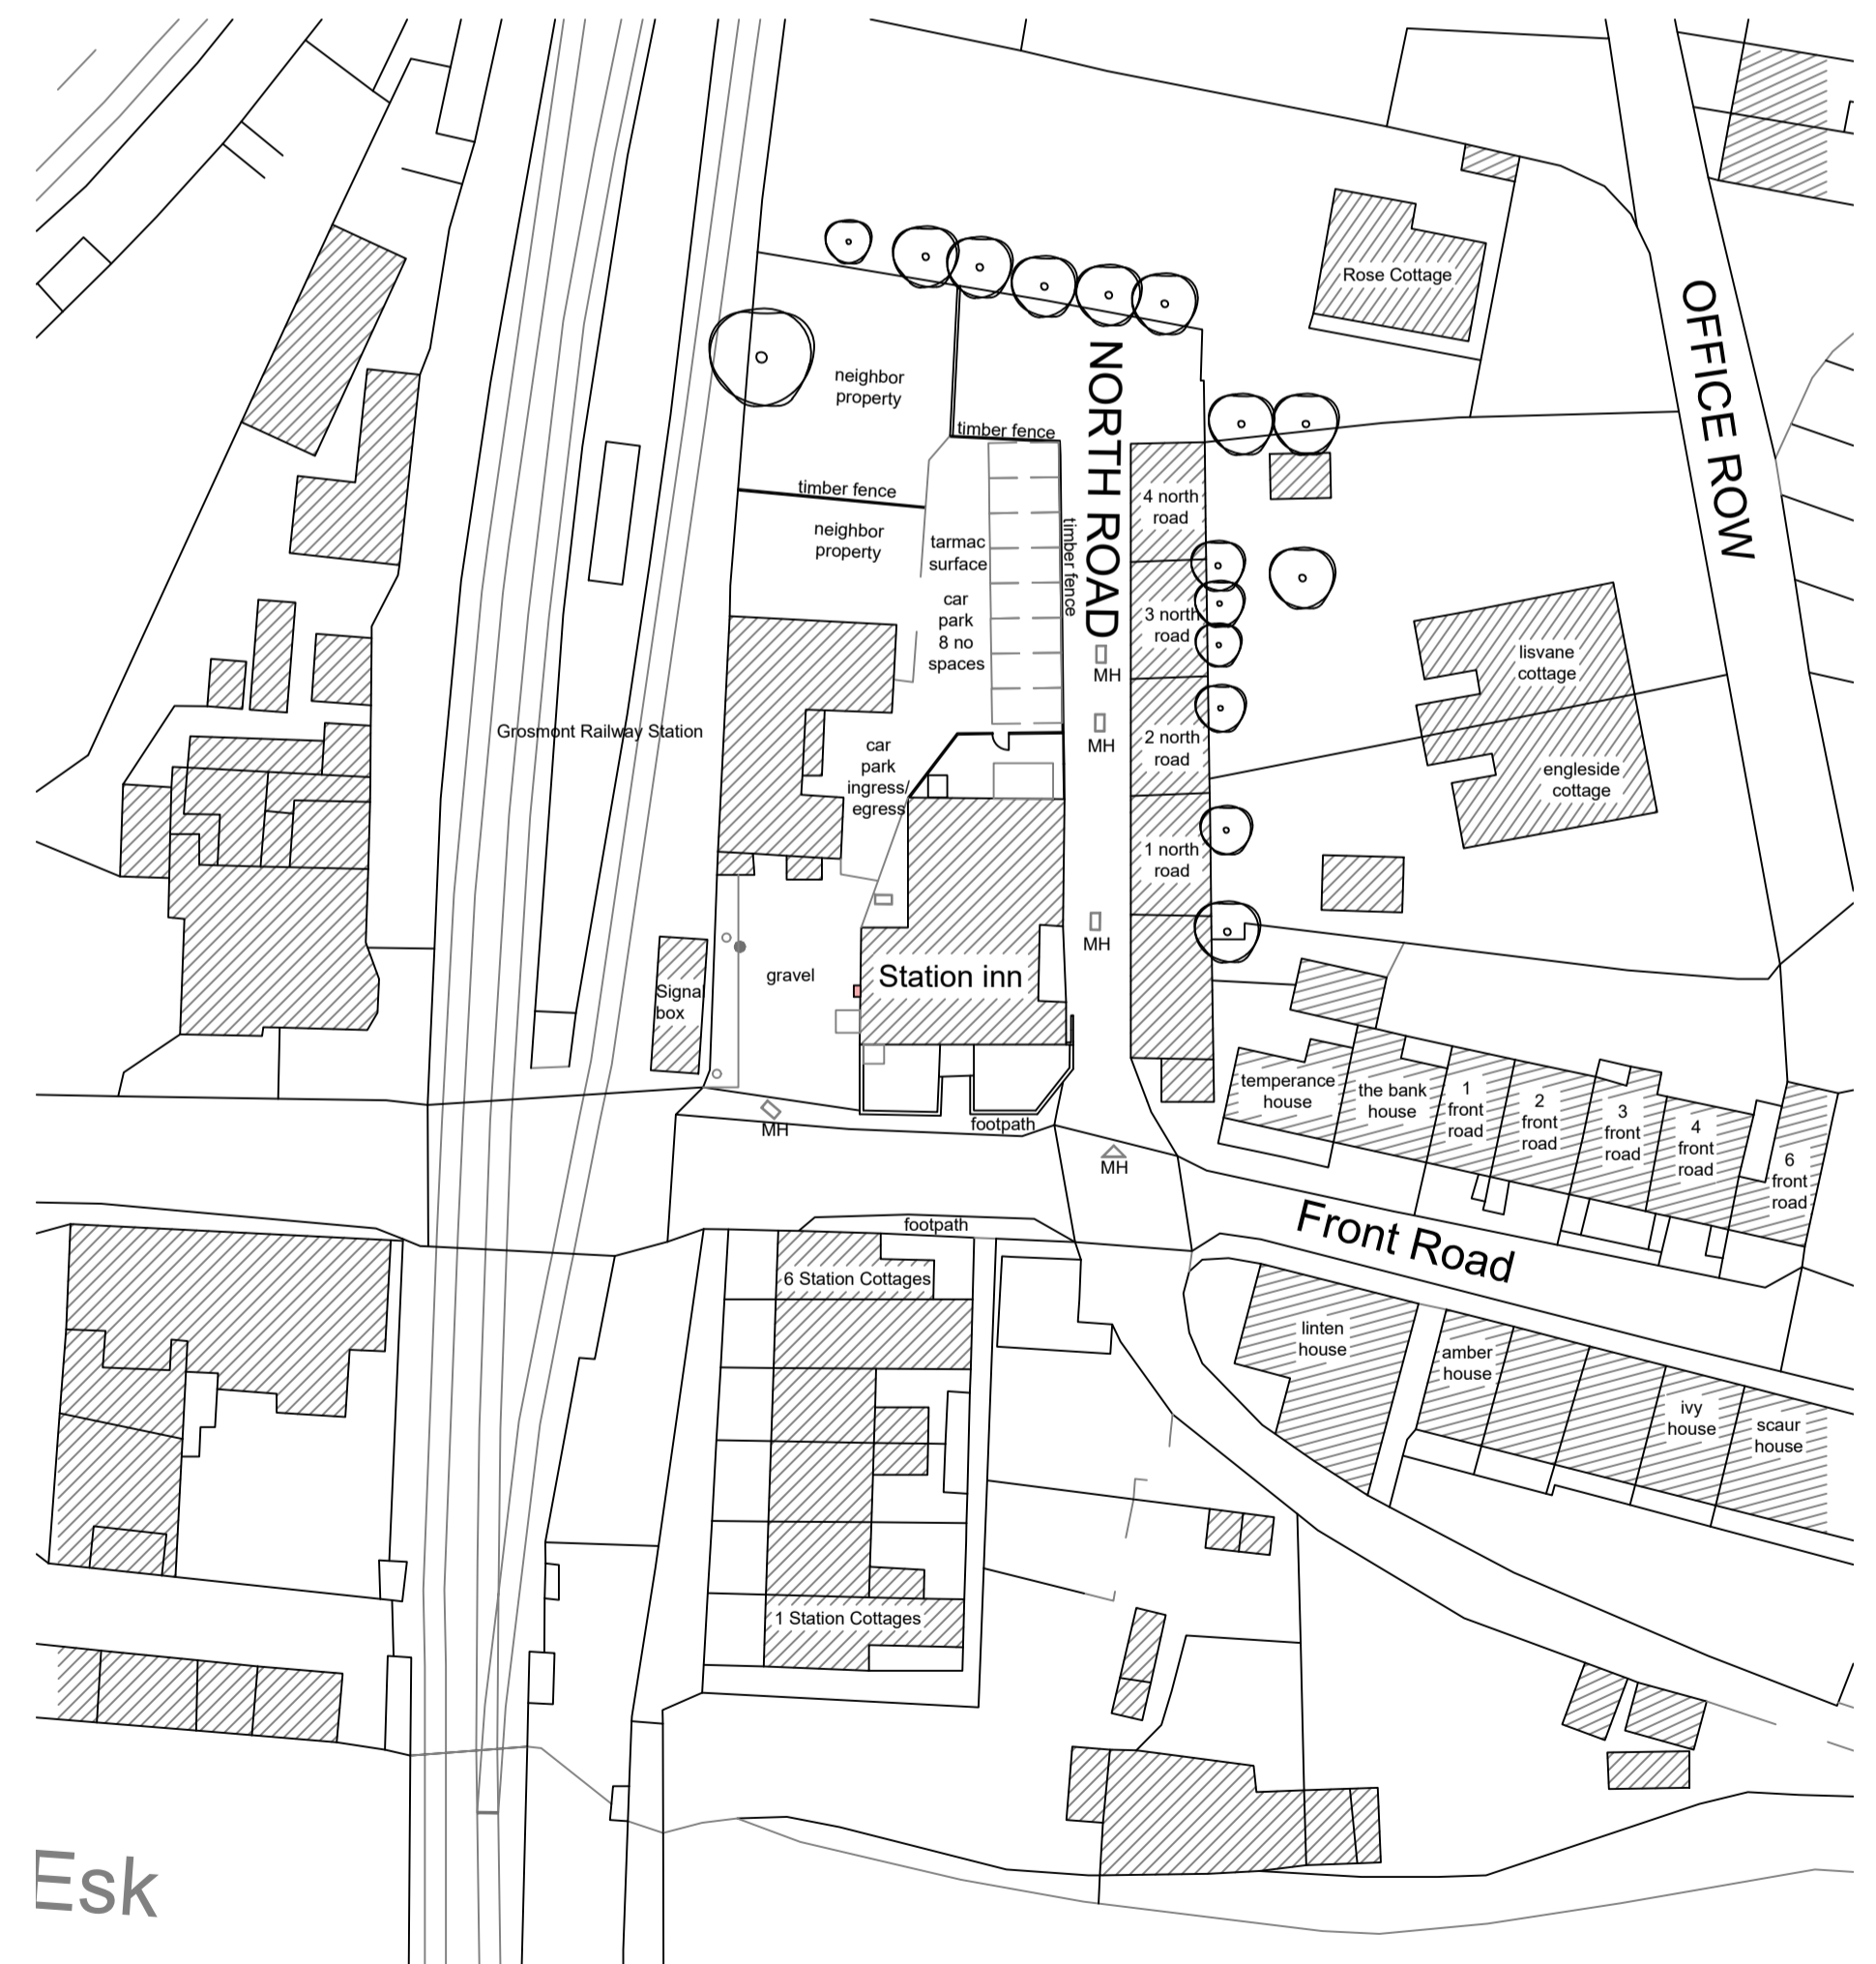 Rose Cottage
OFFICE ROW
NORTH ROAD
neighbor
property
timber fence
timber fence
neighbor
property
4 north
road
tarmac
surface
timber fence
car
park
8 no
spaces
3 north
road
MH
lisvane
cottage
Grosmont Railway Station
MH
2 north
road
car
park
ingress/
egress
engleside
cottage
1 north
road
MH
Station inn
gravel
Signal
box
temperance
house
the bank
house
1
front
road
2
front
road
3
front
road
4
front
road
6
front
road
MH
footpath
MH
footpath
Front Road
6 Station Cottages
linten
house
amber
house
ivy
house
scaur
house
1 Station Cottages
Esk